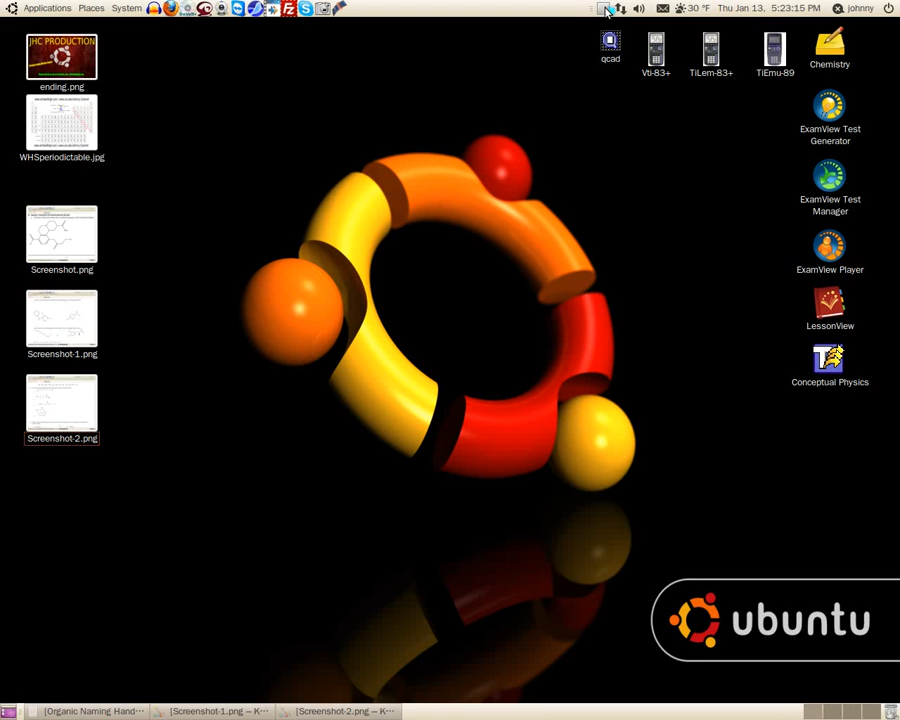 Applications Places System
30 °F Thu Jan 13, 5:23:15 PM johnny
JHC PRODUCTION
ending.png
WHSperiodictable.jpg
Screenshot.png
Screenshot-1.png
Screenshot-2.png
qcad
Vti-83+
TiLem-83+
TiEmu-89
Chemistry
ExamView Test
Generator
ExamView Test
Manager
ExamView Player
LessonView
Conceptual Physics
ubuntu
[Organic Naming Hand··· [Screenshot-1.png — K··· [Screenshot-2.png — K···